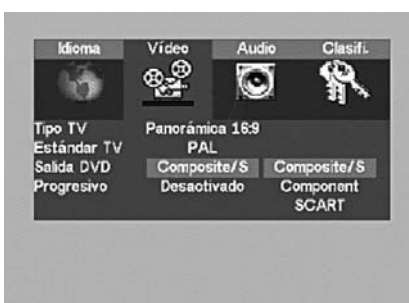 Idioma Vídeo Audio Clasifi.
Tipo TV Panorámica 16:9
Estándar TV PAL
Salida DVD Composite/S Composite/S
Progresivo Desactivado Component
SCART